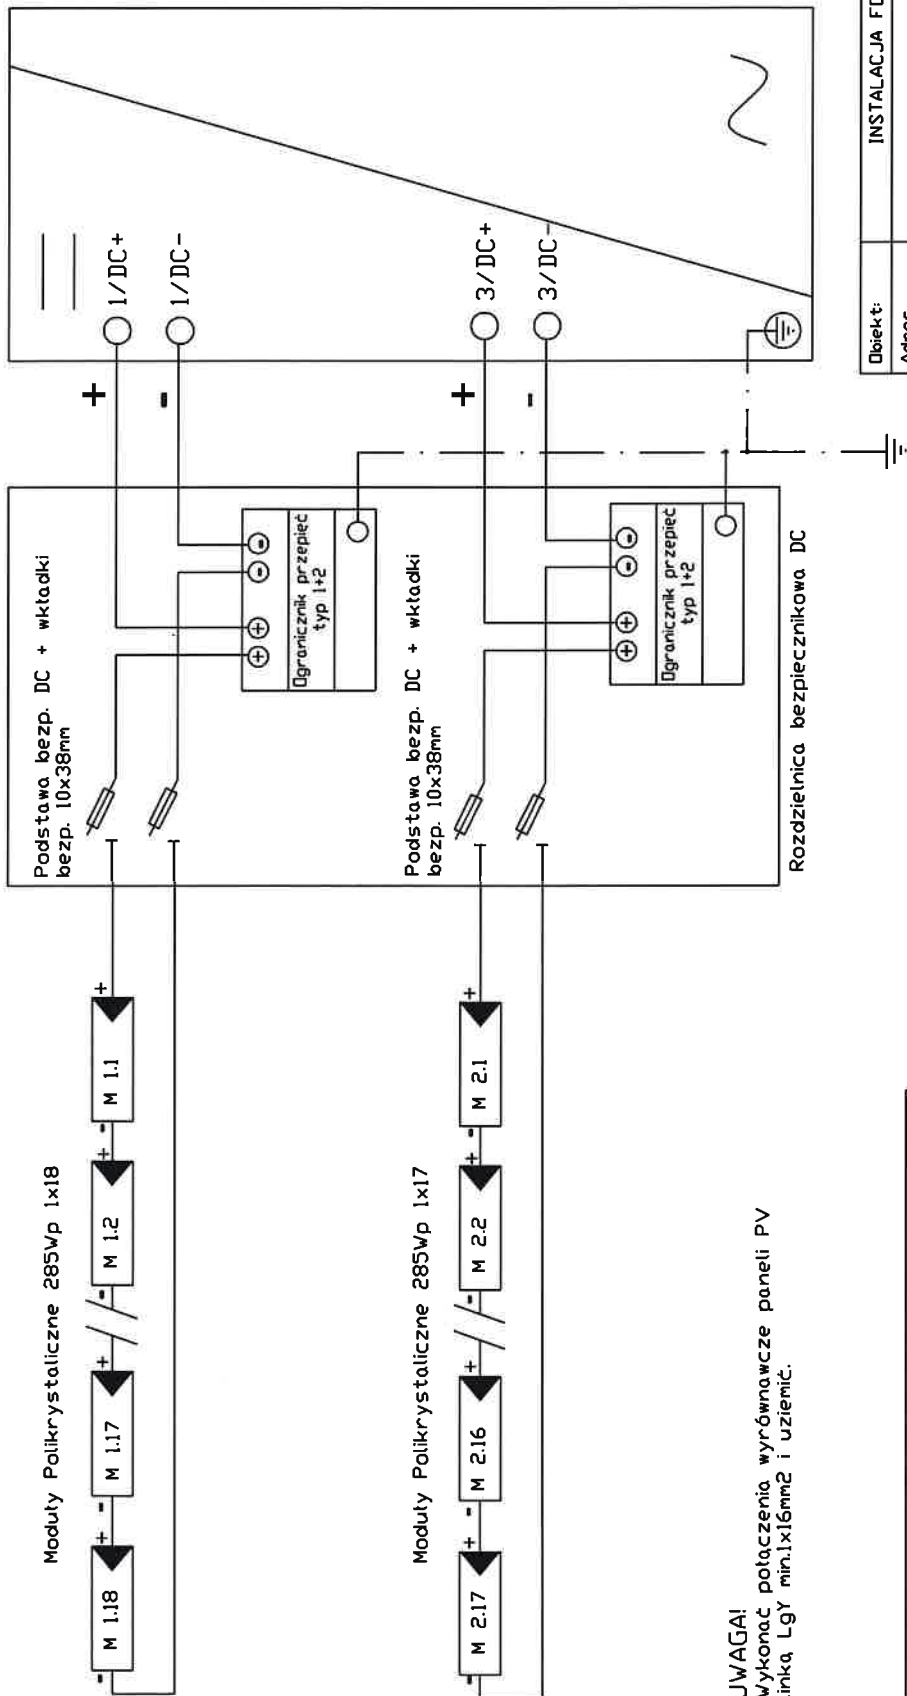 Moduły Polikrystaliczne 285Wp 1x18
M 1.18
M 1.17
M 1.2
M 1.1
- + - + - + - +
Podstawa bezp. DC + wkładki
bezp. 10x38mm
Ogranicznik przepięć
typ 1+2
+
-
1/DC+
1/DC-
Moduły Polikrystaliczne 285Wp 1x17
M 2.17
M 2.16
M 2.2
M 2.1
- + - + - + - +
Podstawa bezp. DC + wkładki
bezp. 10x38mm
Ogranicznik przepięć
typ 1+2
+
-
3/DC+
3/DC-
Rozdzielnica bezpiecznikowa DC
UWAGA!
Wykonać połączenia wyrównawcze paneli PV
linką LgY min.1x16mm2 i uziemić.
Obiekt:
INSTALACJA